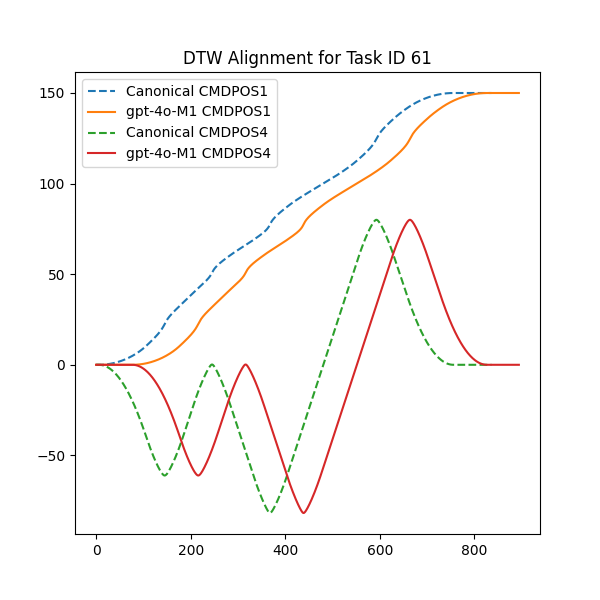 DTW Alignment for Task ID 61
Canonical CMDPOS1
gpt-4o-M1 CMDPOS1
Canonical CMDPOS4
gpt-4o-M1 CMDPOS4
150
100
50
0
−50
0 200 400 600 800